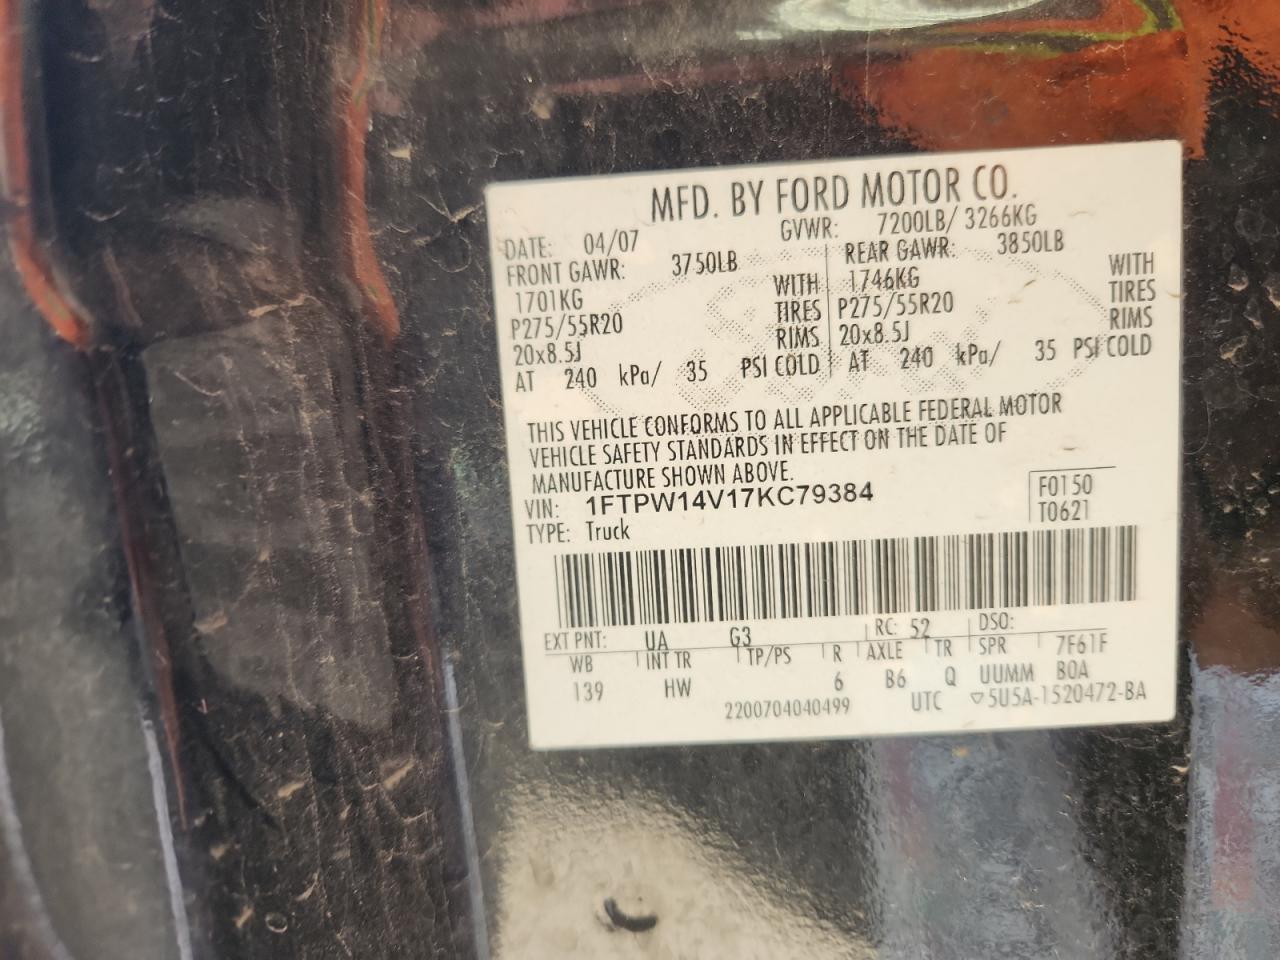 MFD. BY FORD MOTOR CO.
DATE: 04/07 GVWR: 7200LB/ 3266KG
FRONT GAWR: 3750LB REAR GAWR: 3850LB
1701KG WITH 1746KG WITH
P275/55R20 TIRES P275/55R20 TIRES
20x8.5J RIMS 20x8.5J RIMS
AT 240 kPa/ 35 PSI COLD AT 240 kPa/ 35 PSI COLD
THIS VEHICLE CONFORMS TO ALL APPLICABLE FEDERAL MOTOR
VEHICLE SAFETY STANDARDS IN EFFECT ON THE DATE OF
MANUFACTURE SHOWN ABOVE.
VIN: 1FTPW14V17KC79384 F0150
TYPE: Truck T0621
EXT PNT: UA G3 RC: 52 DSO:
WB INT TR TP/PS R AXLE TR SPR 7F61F
139 HW 6 B6 Q UUMM BOA
2200704040499 UTC ▽5U5A-1520472-BA